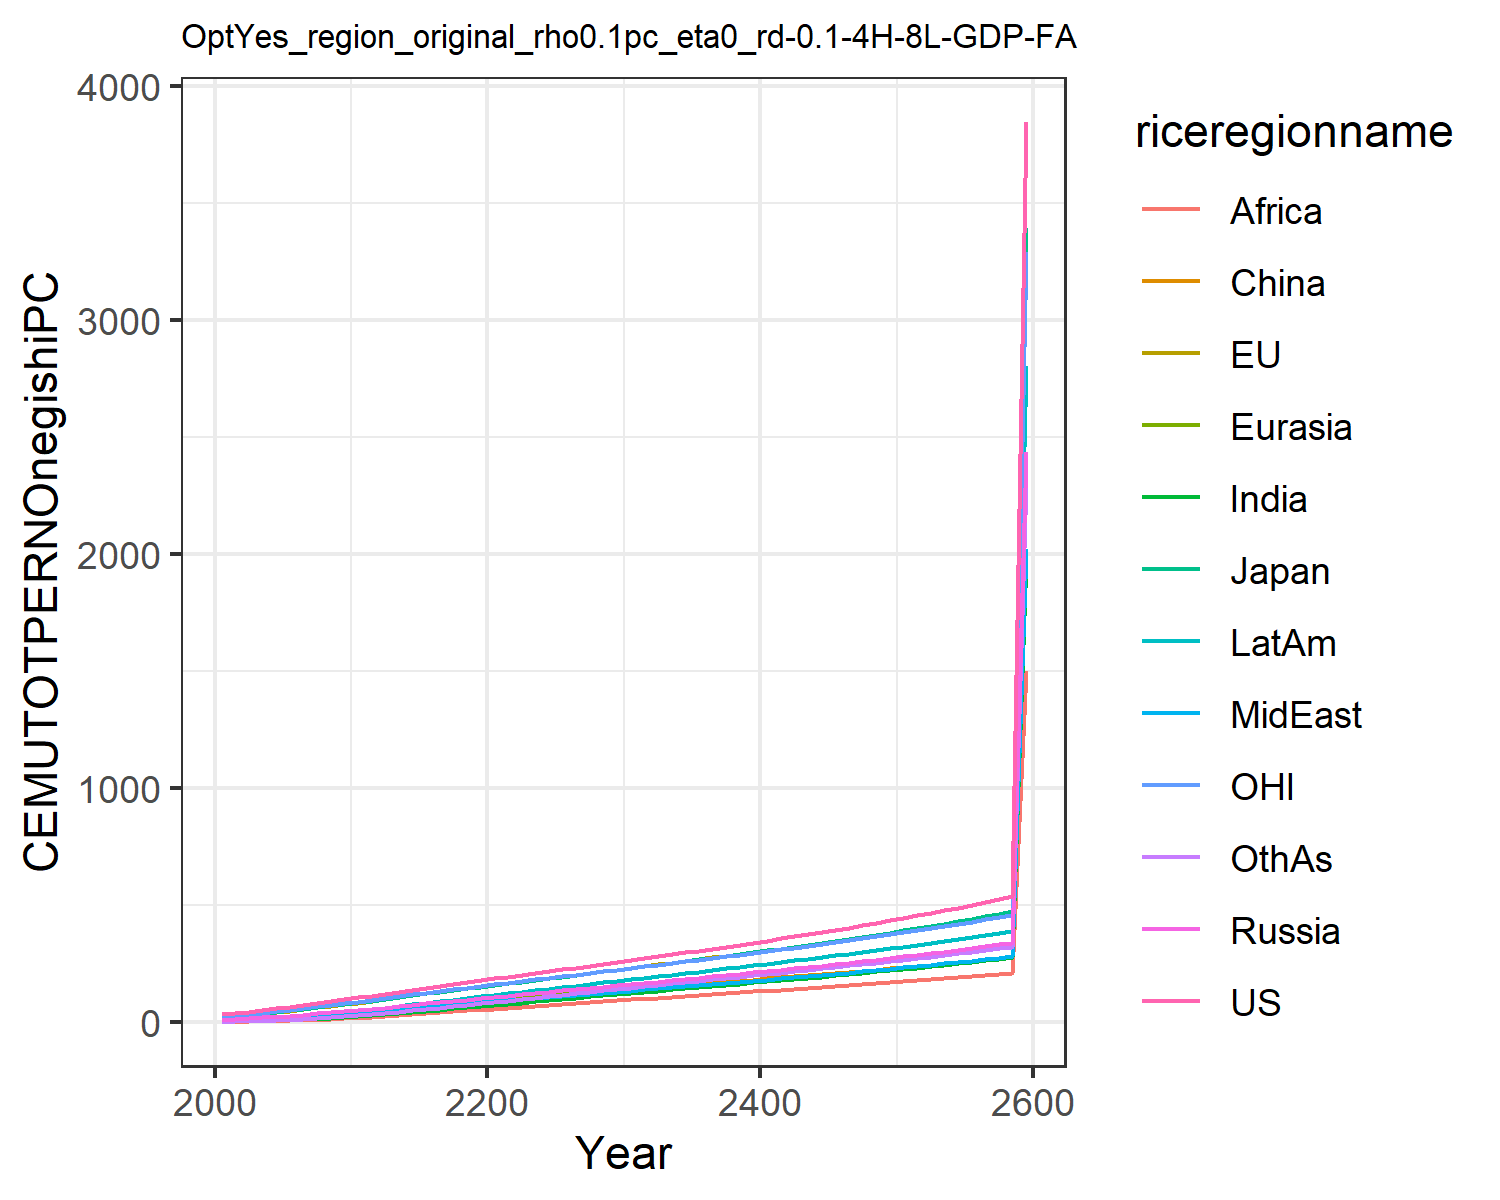 OptYes_region_original_rho0.1pc_eta0_rd-0.1-4H-8L-GDP-FA
4000
3000
2000
1000
0
CEMUTOTPERNOnegishiPC
2000
2200
2400
2600
Year
riceregionname
Africa
China
EU
Eurasia
India
Japan
LatAm
MidEast
OHI
OthAs
Russia
US